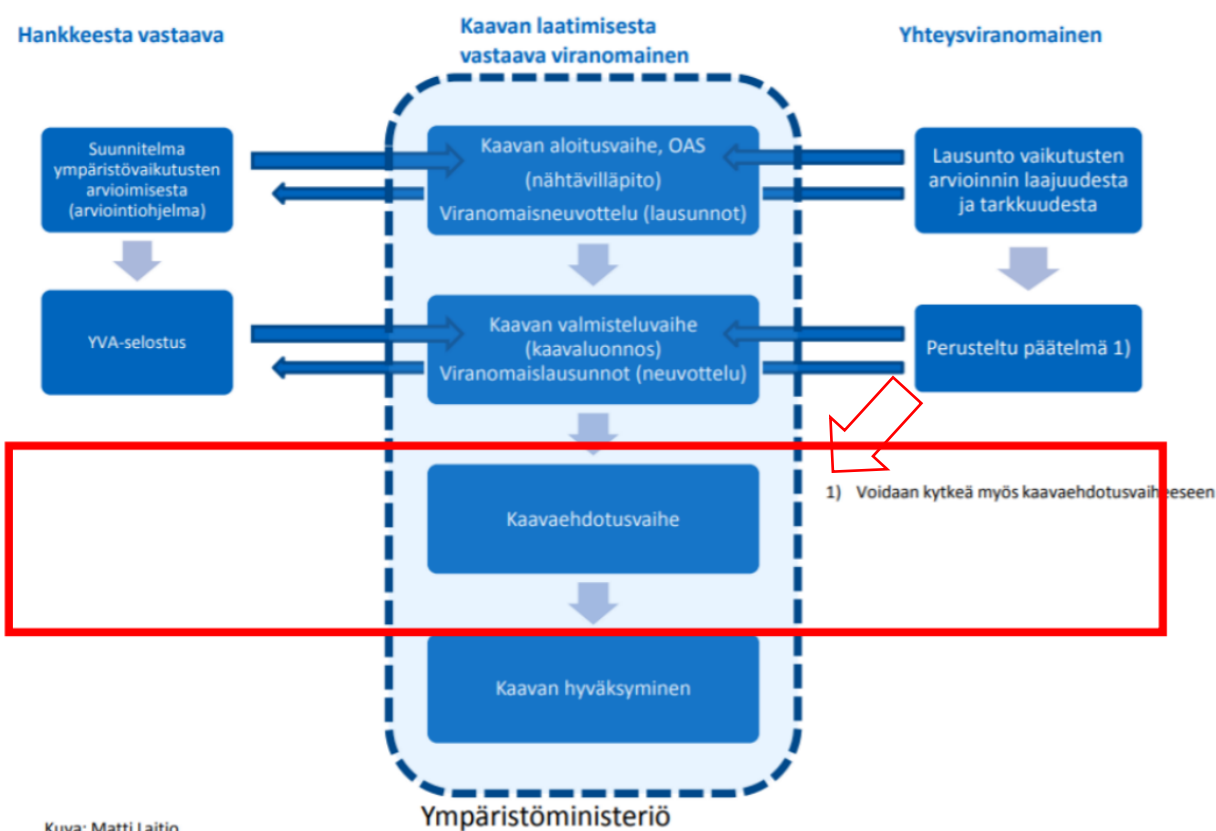 Hankkeesta vastaava
Kaavan laatimisesta
vastaava viranomainen
Yhteysviranomainen
Suunnitelma
ympäristövaikutusten
arvioimisesta
(arviointiohjelma)
Kaavan aloitusvaihe, OAS
(nähtävilläpito)
Viranomaisneuvottelu (lausunnot)
Lausunto vaikutusten
arvioinnin laajuudesta
ja tarkkuudesta
YVA-selostus
Kaavan valmisteluvaihe
(kaavaluonnos)
Viranomaislausunnot (neuvottelu)
Perusteltu päätelmä 1)
1) Voidaan kytkeä myös kaavaehdotusvaiheeseen
Kaavaehdotusvaihe
Kaavan hyväksyminen
Ympäristöministeriö
Kuva: Matti Laitio